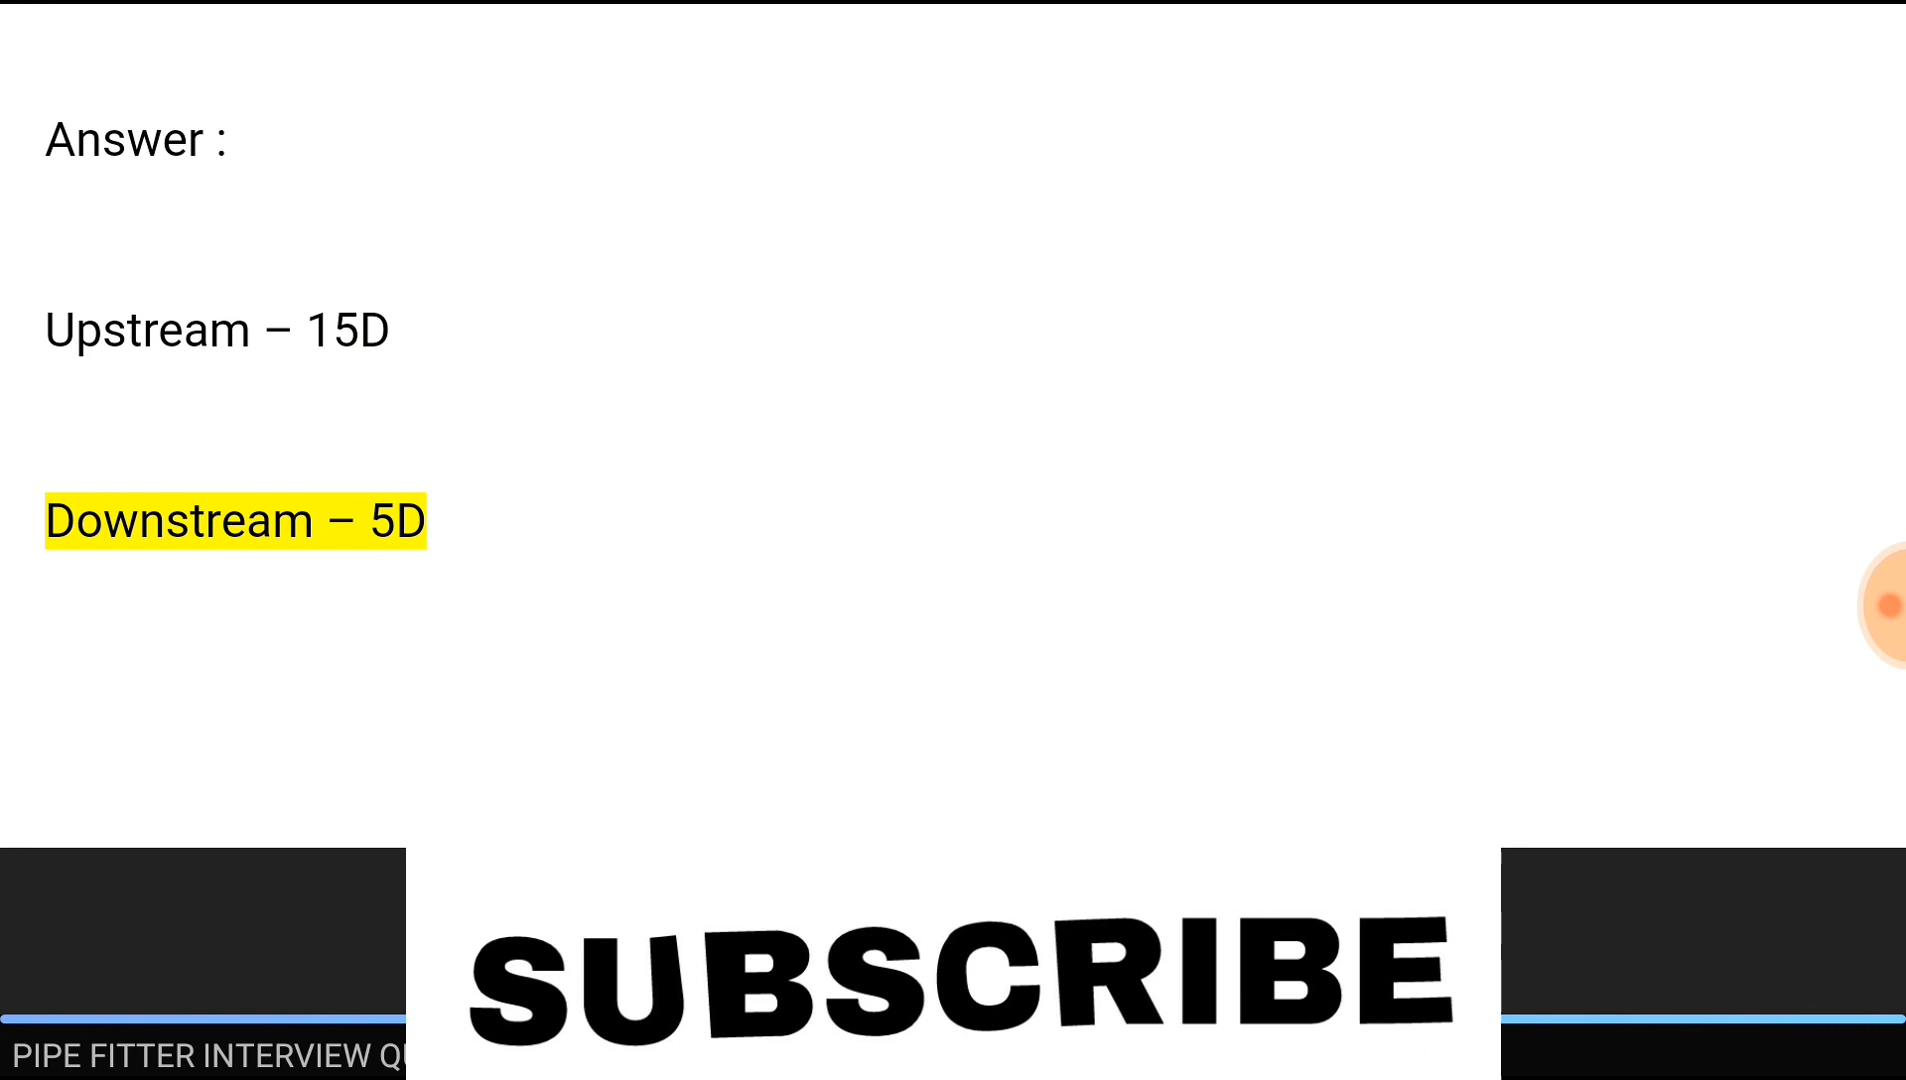 Answer :
Upstream – 15D
Downstream – 5D
SUBSCRIBE
PIPE FITTER INTERVIEW